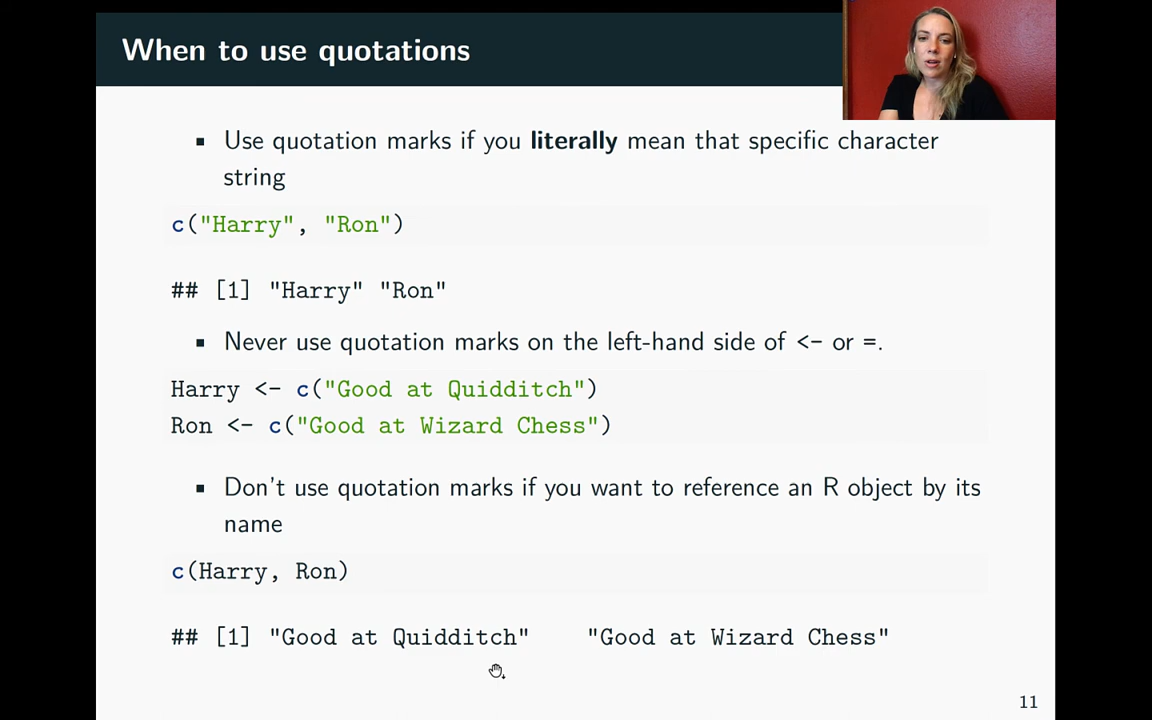 When to use quotations
▪ Use quotation marks if you literally mean that specific character
string
c("Harry", "Ron")
## [1] "Harry" "Ron"
▪ Never use quotation marks on the left-hand side of <- or =.
Harry <- c("Good at Quidditch")
Ron <- c("Good at Wizard Chess")
▪ Don't use quotation marks if you want to reference an R object by its
name
c(Harry, Ron)
## [1] "Good at Quidditch"    "Good at Wizard Chess"
11